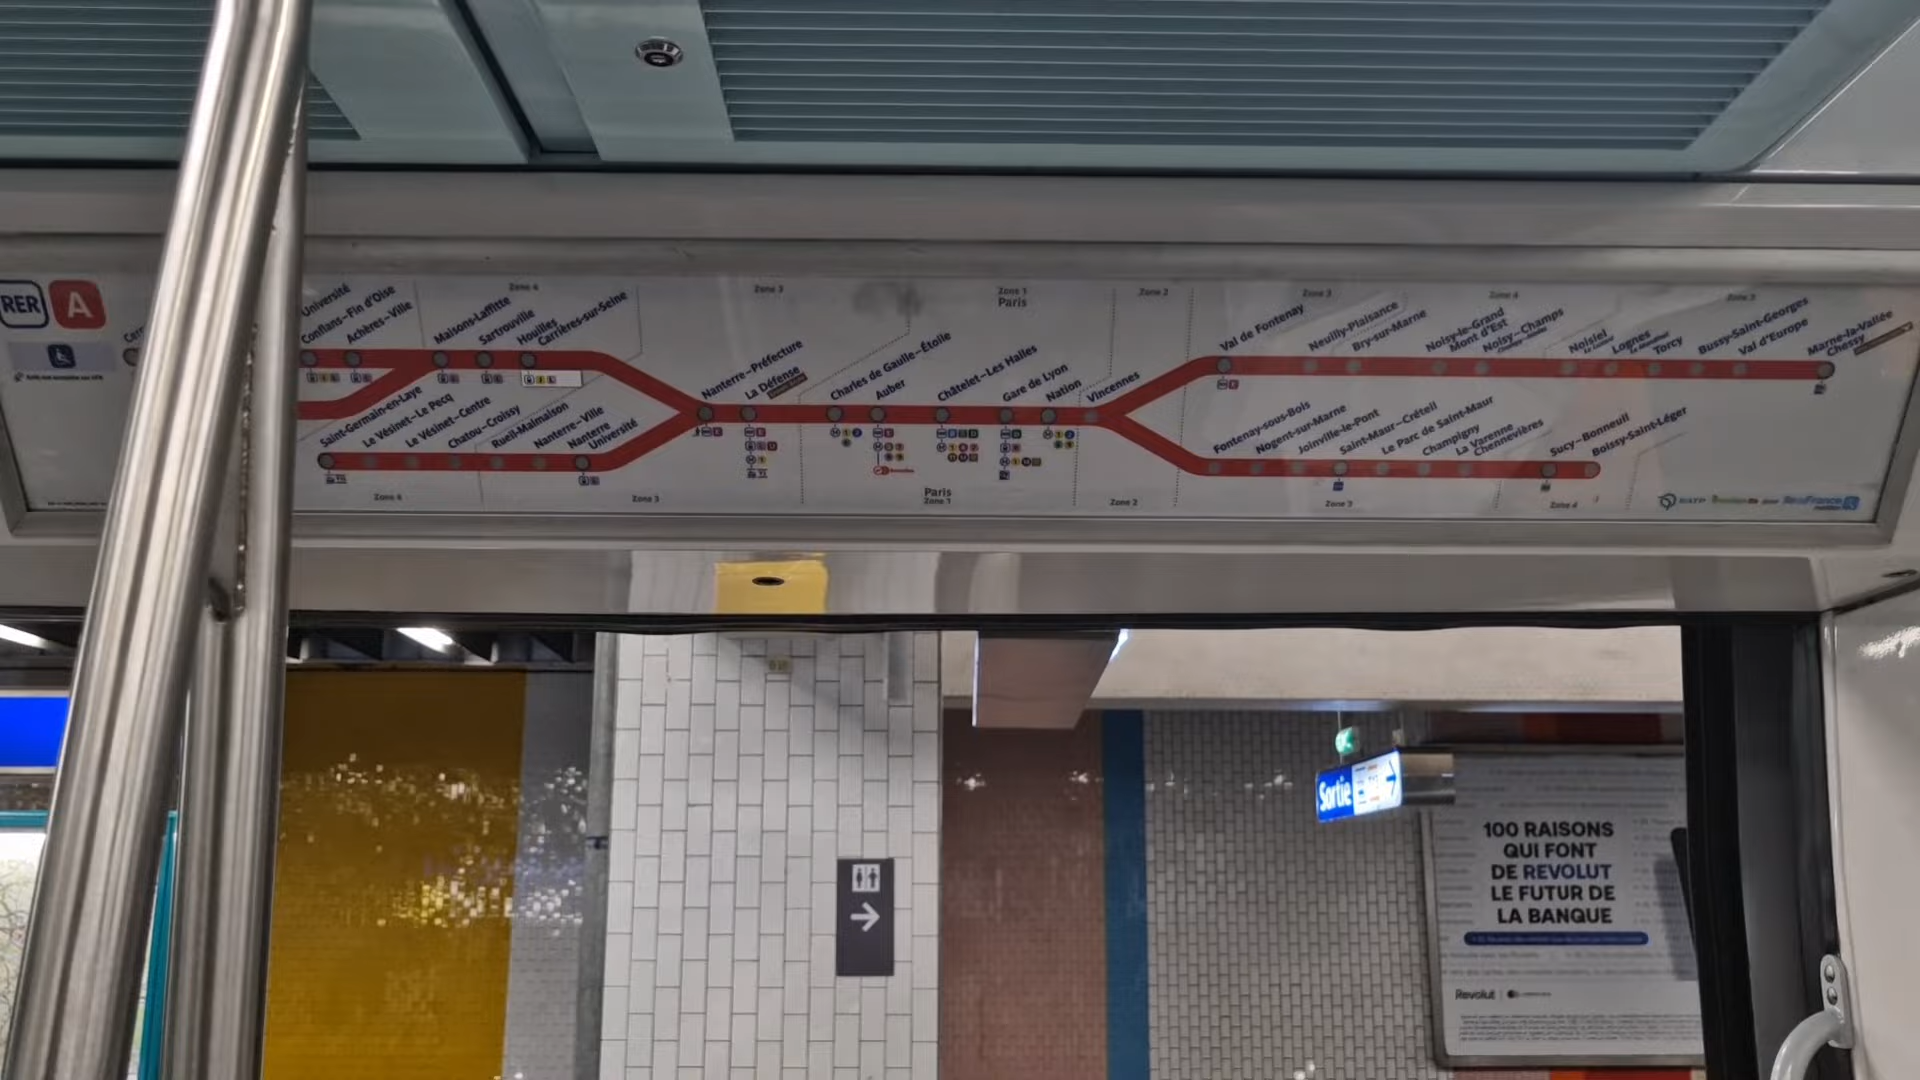 RER A
Université
Conflans–Fin d'Oise
Achères–Ville
Zone 4
Maisons-Laffitte
Sartrouville
Houilles
Carrières-sur-Seine
Zone 3
Nanterre–Préfecture
La Défense
Charles de Gaulle–Étoile
Auber
Zone 1
Paris
Châtelet–Les Halles
Gare de Lyon
Nation
Zone 2
Vincennes
Zone 3
Val de Fontenay
Neuilly-Plaisance
Bry-sur-Marne
Zone 4
Noisy-le-Grand
Mont d'Est
Noisy–Champs
Noisiel
Lognes
Torcy
Zone 5
Bussy-Saint-Georges
Val d'Europe
Marne-la-Vallée
Chessy
Saint-Germain-en-Laye
Le Vésinet–Le Pecq
Le Vésinet–Centre
Chatou–Croissy
Rueil-Malmaison
Nanterre–Ville
Nanterre
Université
Fontenay-sous-Bois
Nogent-sur-Marne
Joinville-le-Pont
Saint-Maur–Créteil
Le Parc de Saint-Maur
Champigny
La Varenne
Chennevières
Sucy–Bonneuil
Boissy-Saint-Léger
Zone 4
Zone 3
Paris
Zone 1
Zone 2
Zone 3
Zone 4
RATP
Sortie
100 RAISONS
QUI FONT
DE REVOLUT
LE FUTUR DE
LA BANQUE
Revolut